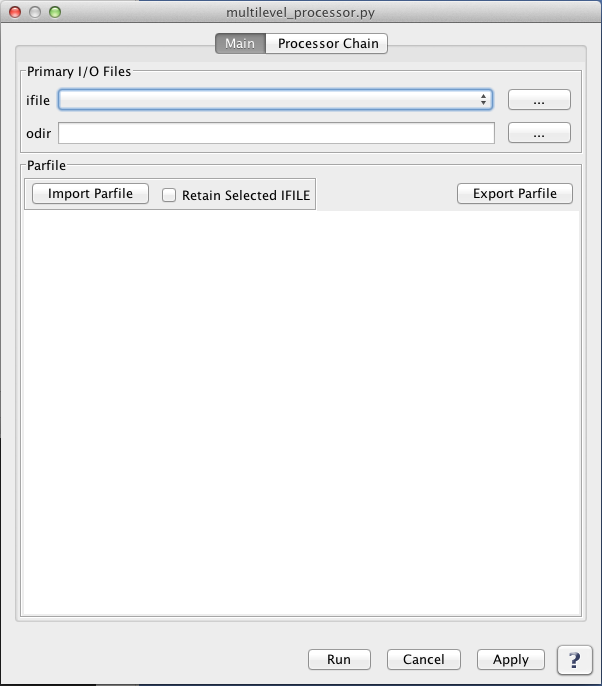 multilevel_processor.py
Main Processor Chain
Primary I/O Files
ifile ...
odir ...
Parfile
Import Parfile Retain Selected IFILE Export Parfile
Run Cancel Apply ?